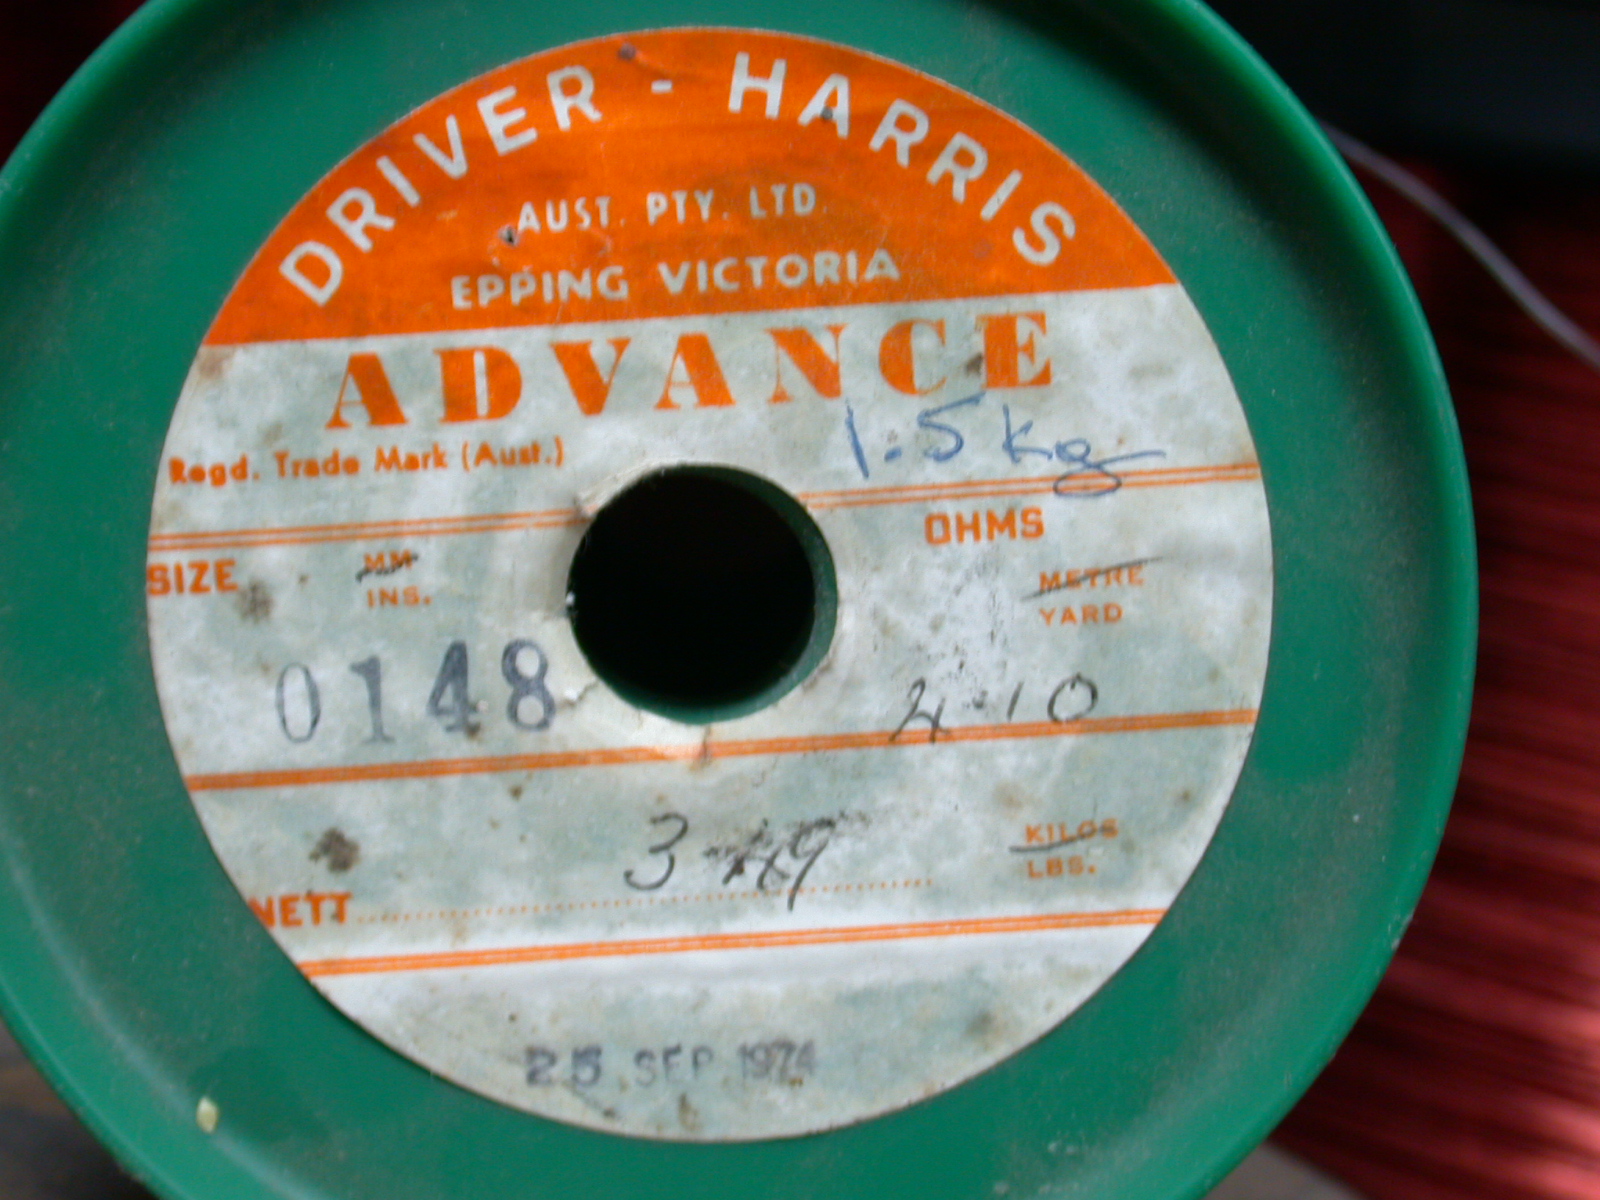 DRIVER - HARRIS
AUST. PTY. LTD.
EPPING VICTORIA
ADVANCE
1.5 kg
Regd. Trade Mark (Aust.)
OHMS
SIZE MM
INS.
METRE
YARD
0148
4.10
KILOS
LBS.
NETT
25 SEP 1974